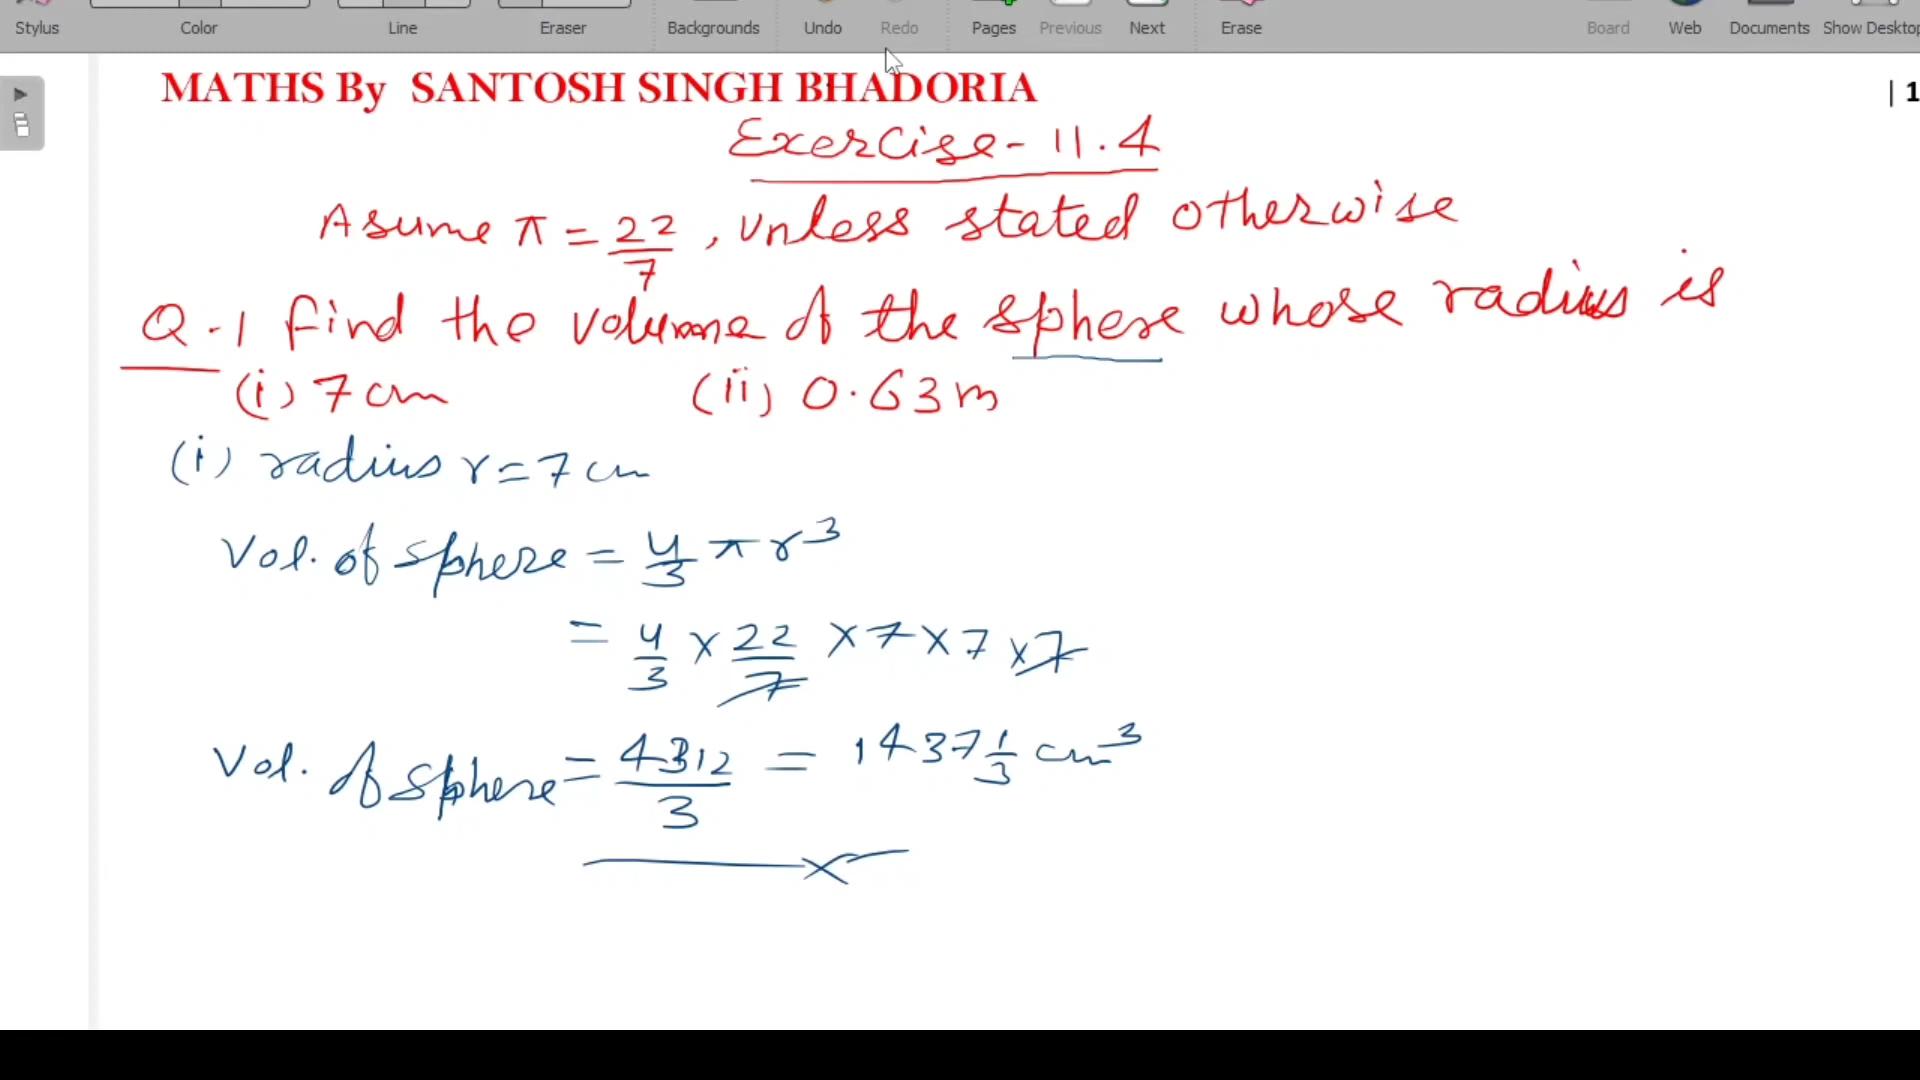 Stylus Color Line Eraser Backgrounds Undo Redo Pages Previous Next Erase Board Web Documents Show Desktop
MATHS By SANTOSH SINGH BHADORIA | 1
Exercise - 11.4
Asume π = 22/7, unless stated otherwise
Q.1 find the volume of the sphere whose radius is
(i) 7 cm (ii) 0.63 m
(i) radius r = 7 cm
Vol. of sphere = 4/3 π r³
= 4/3 × 22/7 × 7 × 7 × 7
Vol. of sphere = 4312/3 = 1437 1/3 cm³